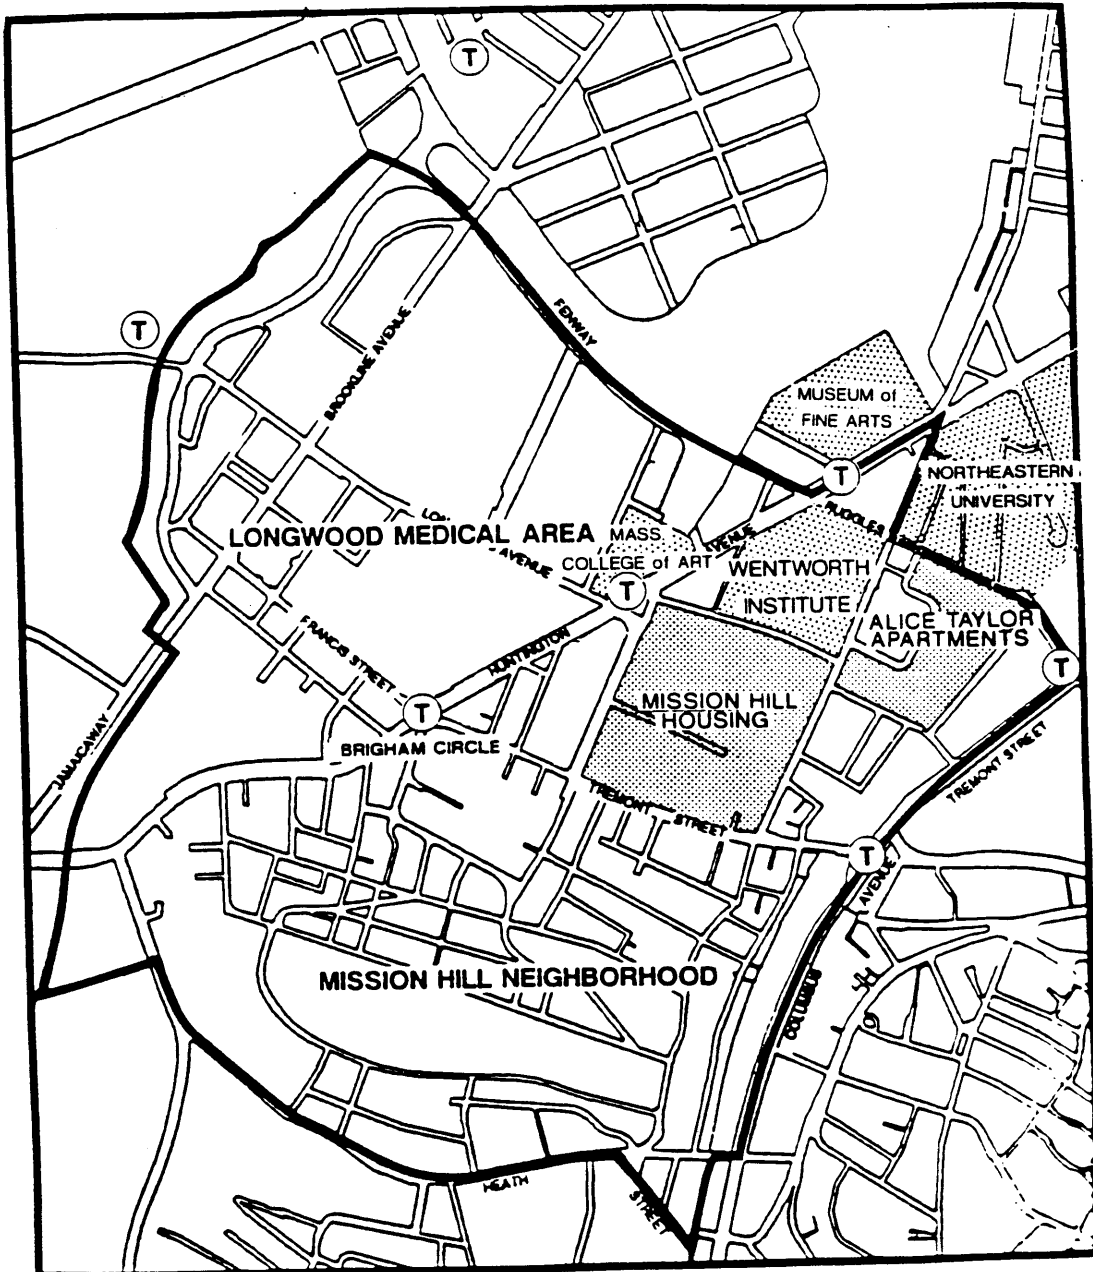 T
T
FENWAY
BROOKLINE AVENUE
MUSEUM of
FINE ARTS
T
NORTHEASTERN
UNIVERSITY
RUGGLES
LONGWOOD MEDICAL AREA
AVENUE
MASS.
COLLEGE of ART
AVENUE
WENTWORTH
INSTITUTE
T
ALICE TAYLOR
APARTMENTS
FRANCIS STREET
HUNTINGTON
T
T
MISSION HILL
HOUSING
BRIGHAM CIRCLE
JAMAICAWAY
TREMONT STREET
TREMONT STREET
T
AVENUE
MISSION HILL NEIGHBORHOOD
COLUMBUS
HEATH
STREET